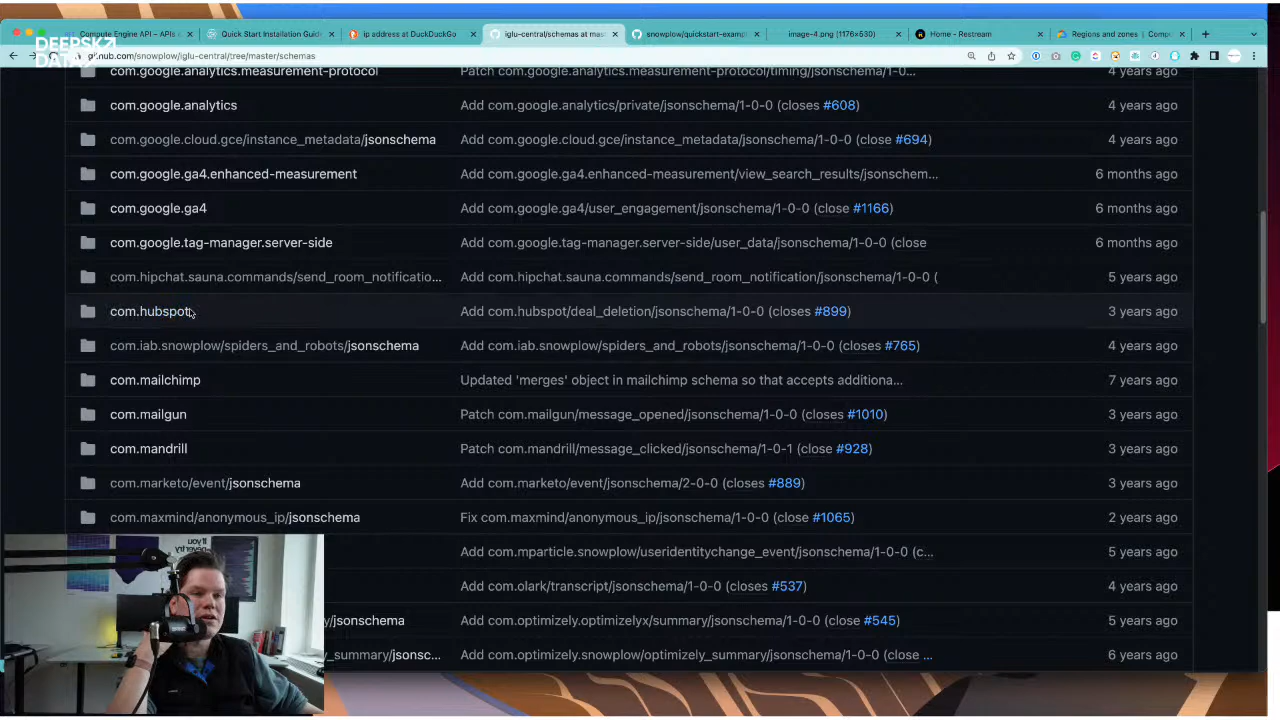 Compute Engine API – APIs &
Quick Start Installation Guide
ip address at DuckDuckGo
iglu-central/schemas at mast
snowplow/quickstart-exampl
image-4.png (1176×530)
Home - Restream
Regions and zones | Comp
DEEPSKY
DATA
github.com/snowplow/iglu-central/tree/master/schemas
com.google.analytics.measurement-protocol
Patch com.google.analytics.measurement-protocol/timing/jsonschema/1-0...
4 years ago
com.google.analytics
Add com.google.analytics/private/jsonschema/1-0-0 (closes #608)
4 years ago
com.google.cloud.gce/instance_metadata/jsonschema
Add com.google.cloud.gce/instance_metadata/jsonschema/1-0-0 (close #694)
4 years ago
com.google.ga4.enhanced-measurement
Add com.google.ga4.enhanced-measurement/view_search_results/jsonschem...
6 months ago
com.google.ga4
Add com.google.ga4/user_engagement/jsonschema/1-0-0 (close #1166)
6 months ago
com.google.tag-manager.server-side
Add com.google.tag-manager.server-side/user_data/jsonschema/1-0-0 (close
6 months ago
com.hipchat.sauna.commands/send_room_notificatio...
Add com.hipchat.sauna.commands/send_room_notification/jsonschema/1-0-0 (
5 years ago
com.hubspot
Add com.hubspot/deal_deletion/jsonschema/1-0-0 (closes #899)
3 years ago
com.iab.snowplow/spiders_and_robots/jsonschema
Add com.iab.snowplow/spiders_and_robots/jsonschema/1-0-0 (closes #765)
4 years ago
com.mailchimp
Updated 'merges' object in mailchimp schema so that accepts additiona...
7 years ago
com.mailgun
Patch com.mailgun/message_opened/jsonschema/1-0-0 (closes #1010)
3 years ago
com.mandrill
Patch com.mandrill/message_clicked/jsonschema/1-0-1 (close #928)
3 years ago
com.marketo/event/jsonschema
Add com.marketo/event/jsonschema/2-0-0 (closes #889)
3 years ago
com.maxmind/anonymous_ip/jsonschema
Fix com.maxmind/anonymous_ip/jsonschema/1-0-0 (close #1065)
2 years ago
Add com.mparticle.snowplow/useridentitychange_event/jsonschema/1-0-0 (c...
5 years ago
Add com.olark/transcript/jsonschema/1-0-0 (closes #537)
4 years ago
/jsonschema
Add com.optimizely.optimizelyx/summary/jsonschema/1-0-0 (close #545)
5 years ago
y_summary/jsonsc...
Add com.optimizely.snowplow/optimizely_summary/jsonschema/1-0-0 (close ...
6 years ago
if you
never try